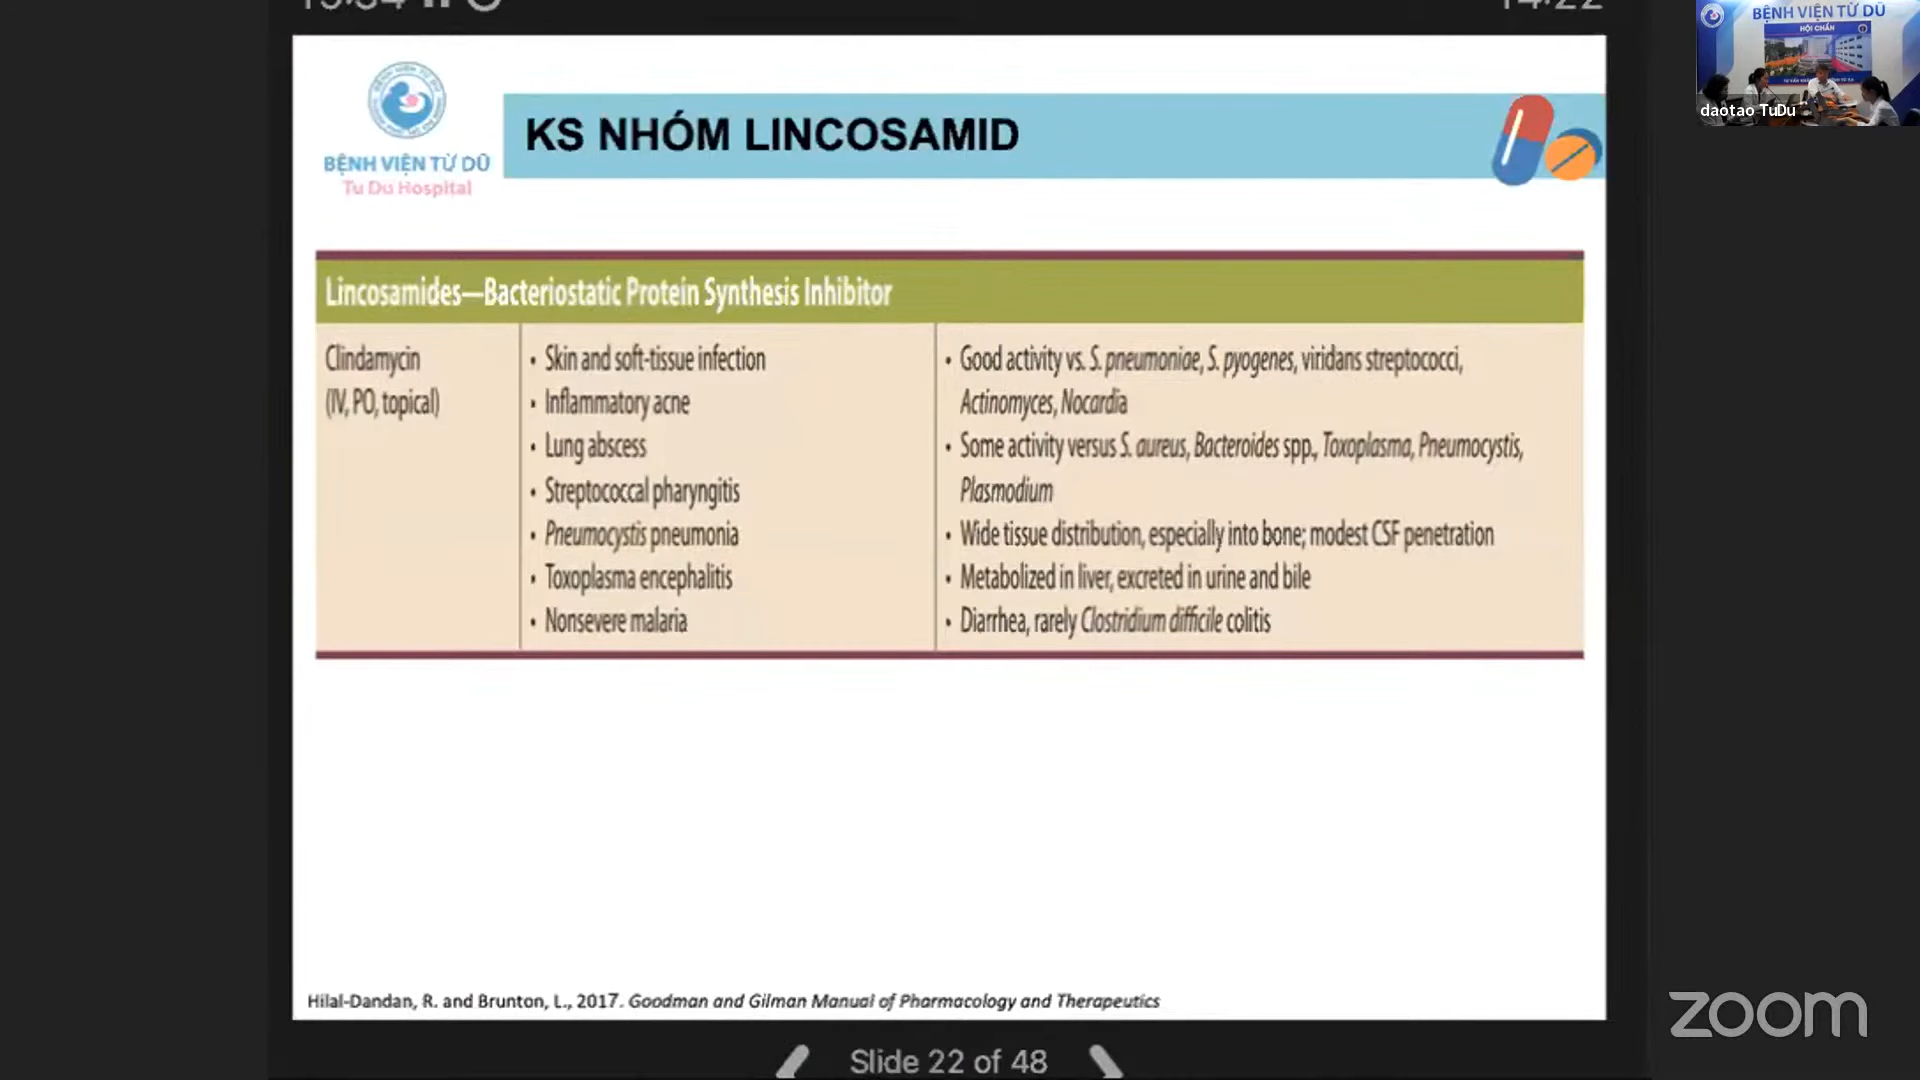 BỆNH VIỆN TỪ DŨ
HỘI CHẨN
daotao TuDu
BỆNH VIỆN TỪ DŨ
Tu Du Hospital
KS NHÓM LINCOSAMID
Lincosamides—Bacteriostatic Protein Synthesis Inhibitor
Clindamycin
(IV, PO, topical)
• Skin and soft-tissue infection
• Inflammatory acne
• Lung abscess
• Streptococcal pharyngitis
• Pneumocystis pneumonia
• Toxoplasma encephalitis
• Nonsevere malaria
• Good activity vs. S. pneumoniae, S. pyogenes, viridans streptococci,
Actinomyces, Nocardia
• Some activity versus S. aureus, Bacteroides spp., Toxoplasma, Pneumocystis,
Plasmodium
• Wide tissue distribution, especially into bone; modest CSF penetration
• Metabolized in liver, excreted in urine and bile
• Diarrhea, rarely Clostridium difficile colitis
Hilal-Dandan, R. and Brunton, L., 2017. Goodman and Gilman Manual of Pharmacology and Therapeutics
Slide 22 of 48
zoom